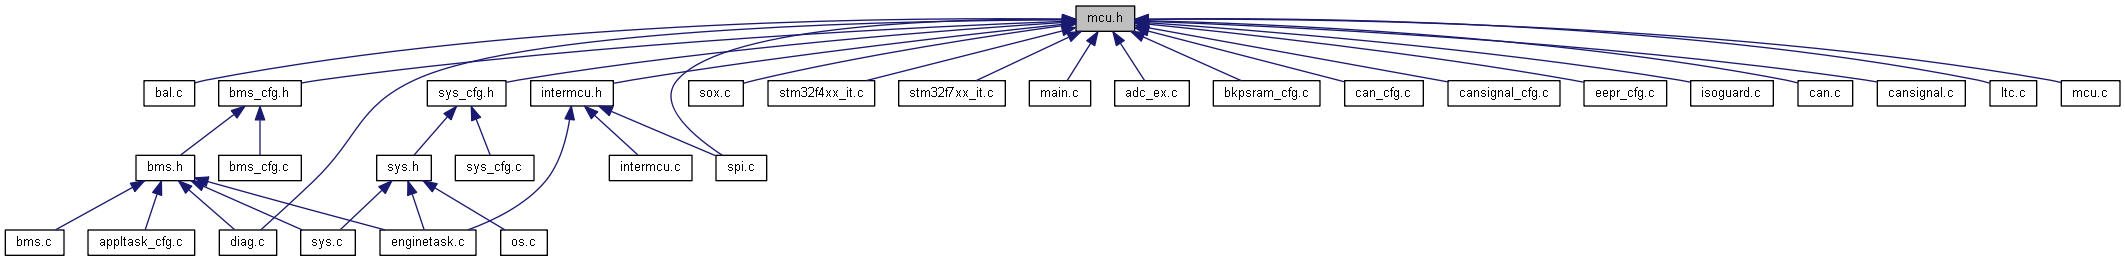 mcu.h
bal.c
bms_cfg.h
sys_cfg.h
intermcu.h
sox.c
stm32f4xx_it.c
stm32f7xx_it.c
main.c
adc_ex.c
bkpsram_cfg.c
can_cfg.c
cansignal_cfg.c
eepr_cfg.c
isoguard.c
can.c
cansignal.c
ltc.c
mcu.c
bms.h
bms_cfg.c
sys.h
sys_cfg.c
intermcu.c
spi.c
bms.c
appltask_cfg.c
diag.c
sys.c
enginetask.c
os.c